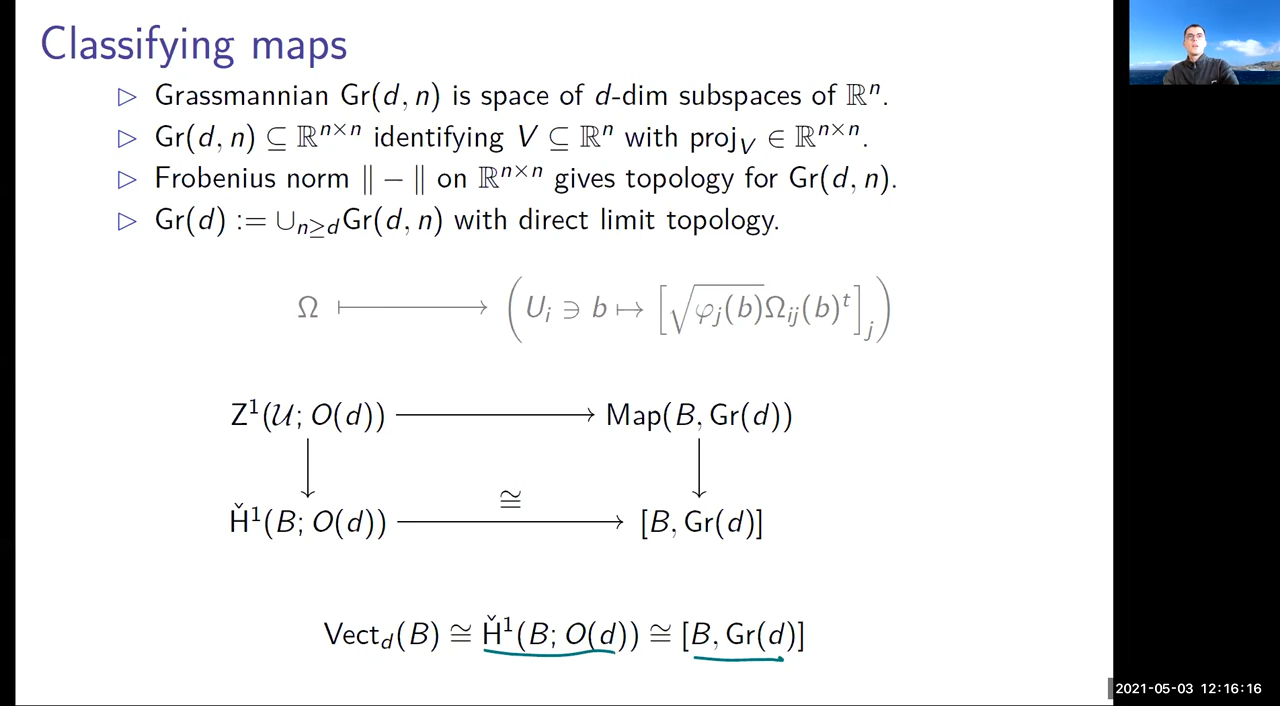 Classifying maps
▷ Grassmannian Gr(d, n) is space of d-dim subspaces of ℝⁿ.
▷ Gr(d, n) ⊆ ℝⁿˣⁿ identifying V ⊆ ℝⁿ with proj_V ∈ ℝⁿˣⁿ.
▷ Frobenius norm ‖ − ‖ on ℝⁿˣⁿ gives topology for Gr(d, n).
▷ Gr(d) := ∪_{n≥d}Gr(d, n) with direct limit topology.
Ω ⟼ (U_i ∋ b ↦ [√φ_j(b)Ω_{ij}(b)^t]_j)
Z¹(𝒰; O(d)) ⟶ Map(B, Gr(d))
≅
Ȟ¹(B; O(d)) ⟶ [B, Gr(d)]
Vect_d(B) ≅ Ȟ¹(B; O(d)) ≅ [B, Gr(d)]
2021-05-03 12:16:16